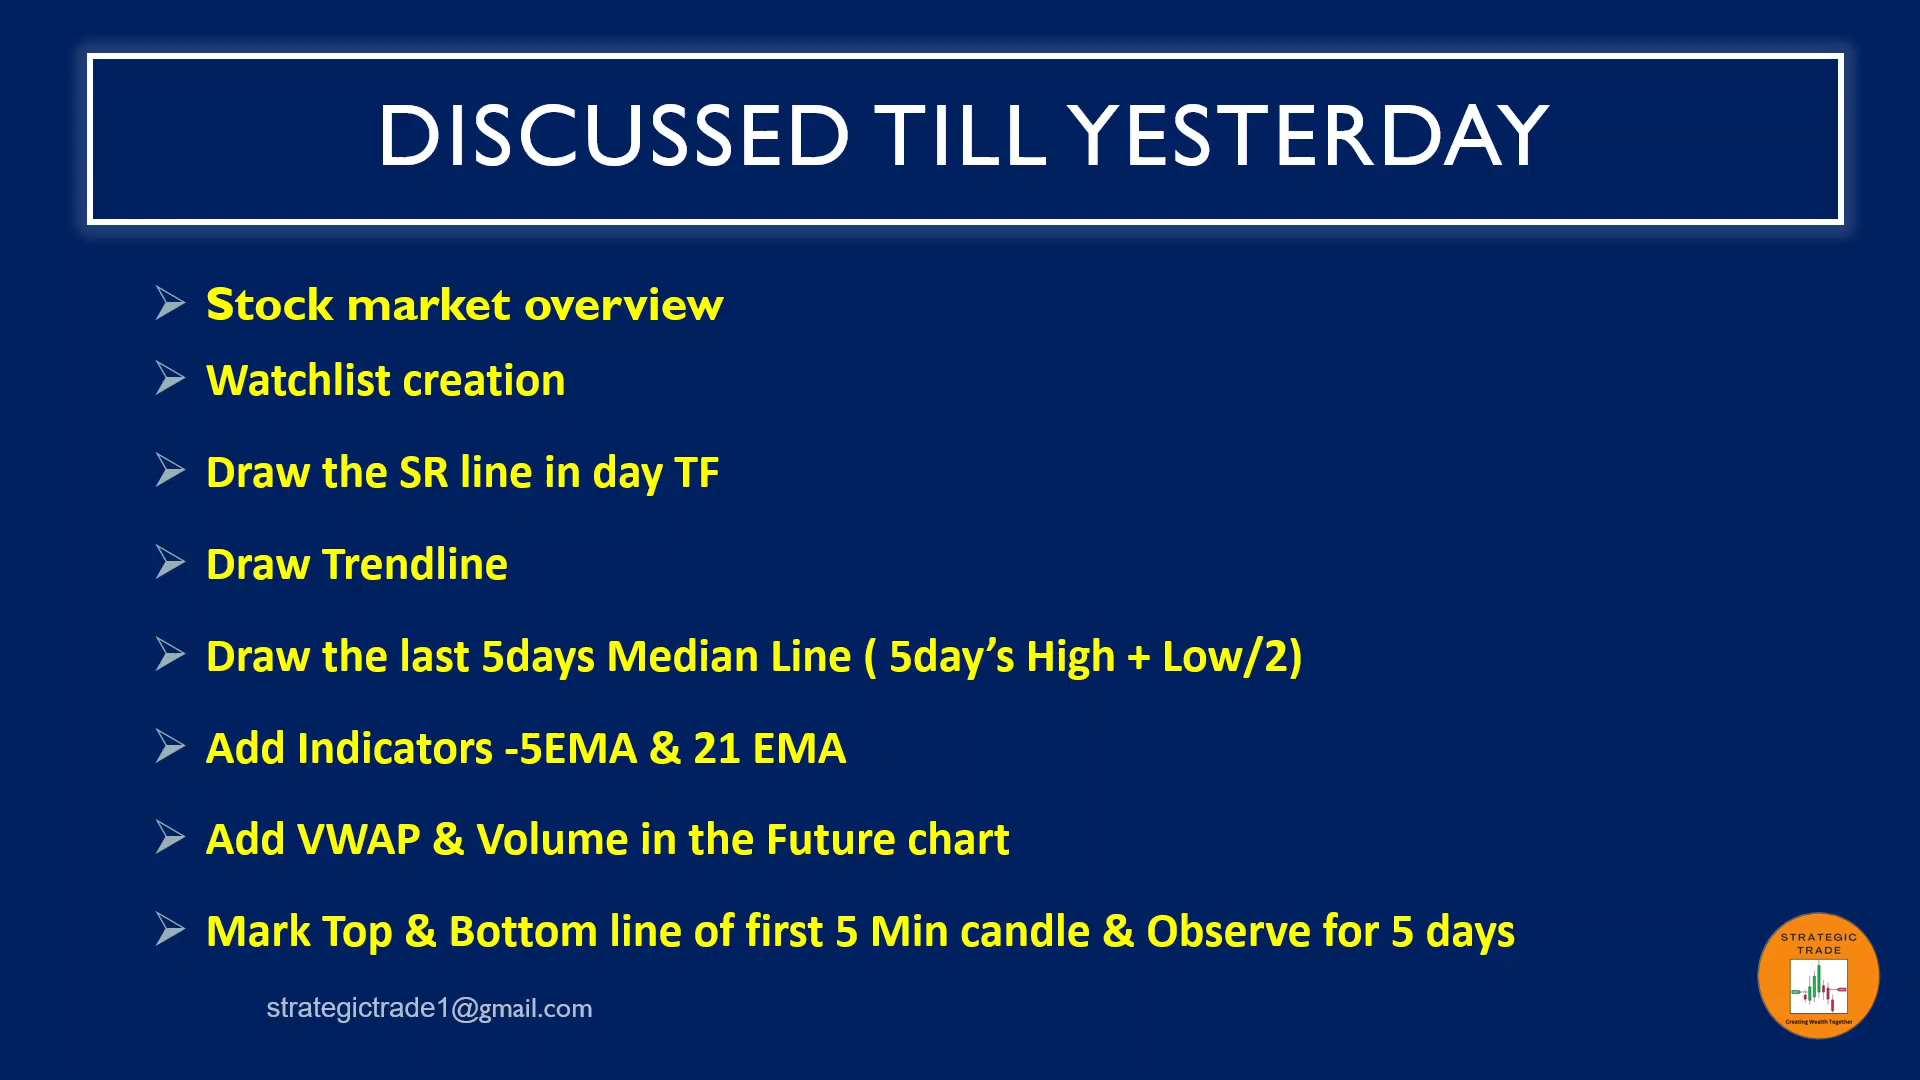 DISCUSSED TILL YESTERDAY
Stock market overview
Watchlist creation
Draw the SR line in day TF
Draw Trendline
Draw the last 5days Median Line ( 5day’s High + Low/2)
Add Indicators -5EMA & 21 EMA
Add VWAP & Volume in the Future chart
Mark Top & Bottom line of first 5 Min candle & Observe for 5 days
strategictrade1@gmail.com
STRATEGIC
TRADE
Creating Wealth Together